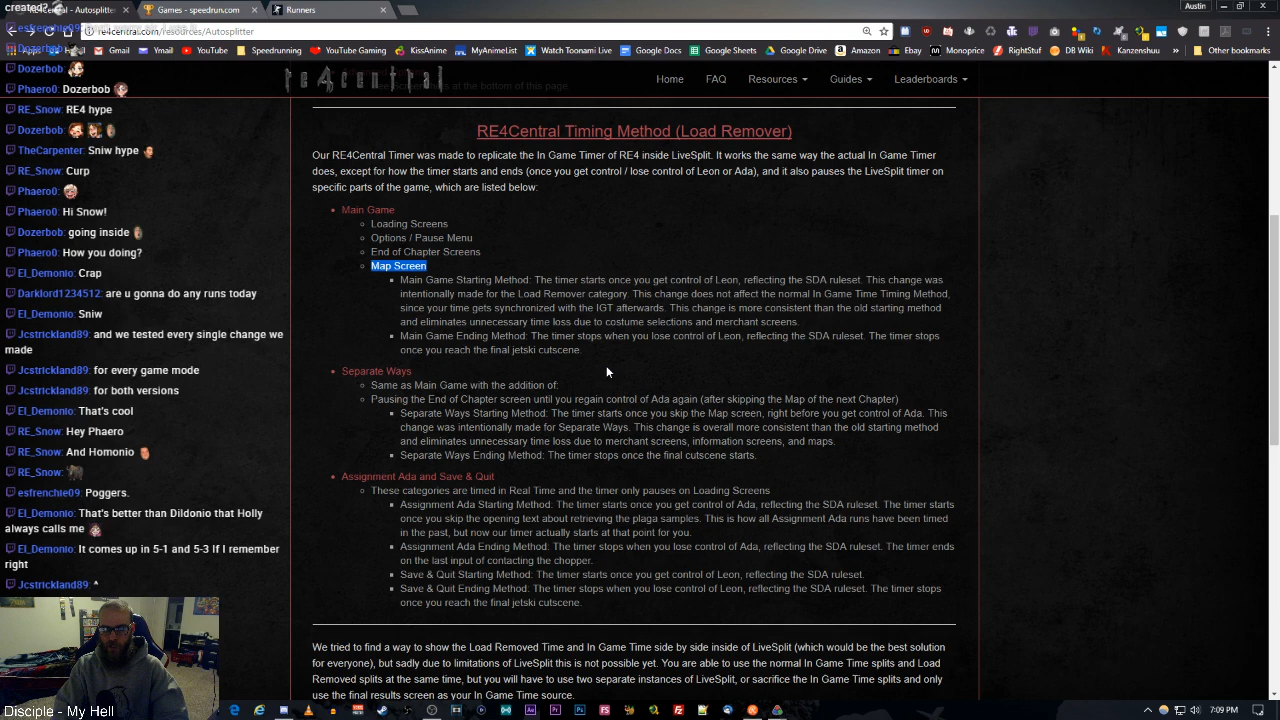 created?
re4central - Autosplitter
Games - speedrun.com
Runners
Austin
re4central.com/resources/Autosplitter
Gmail
Ymail
YouTube
Speedrunning
YouTube Gaming
KissAnime
MyAnimeList
Watch Toonami Live
Google Docs
Google Sheets
Google Drive
Amazon
Ebay
Monoprice
RightStuf
DB Wiki
Kanzenshuu
Other bookmarks
re4central
Home
FAQ
Resources
Guides
Leaderboards
at the bottom of this page.
RE4Central Timing Method (Load Remover)
Our RE4Central Timer was made to replicate the In Game Timer of RE4 inside LiveSplit. It works the same way the actual In Game Timer
does, except for how the timer starts and ends (once you get control / lose control of Leon or Ada), and it also pauses the LiveSplit timer on
specific parts of the game, which are listed below:
Main Game
Loading Screens
Options / Pause Menu
End of Chapter Screens
Map Screen
Main Game Starting Method: The timer starts once you get control of Leon, reflecting the SDA ruleset. This change was
intentionally made for the Load Remover category. This change does not affect the normal In Game Time Timing Method,
since your time gets synchronized with the IGT afterwards. This change is more consistent than the old starting method
and eliminates unnecessary time loss due to costume selections and merchant screens.
Main Game Ending Method: The timer stops when you lose control of Leon, reflecting the SDA ruleset. The timer stops
once you reach the final jetski cutscene.
Separate Ways
Same as Main Game with the addition of:
Pausing the End of Chapter screen until you regain control of Ada again (after skipping the Map of the next Chapter)
Separate Ways Starting Method: The timer starts once you skip the Map screen, right before you get control of Ada. This
change was intentionally made for Separate Ways. This change is overall more consistent than the old starting method
and eliminates unnecessary time loss due to merchant screens, information screens, and maps.
Separate Ways Ending Method: The timer stops once the final cutscene starts.
Assignment Ada and Save & Quit
These categories are timed in Real Time and the timer only pauses on Loading Screens
Assignment Ada Starting Method: The timer starts once you get control of Ada, reflecting the SDA ruleset. The timer starts
once you skip the opening text about retrieving the plaga samples. This is how all Assignment Ada runs have been timed
in the past, but now our timer actually starts at that point for you.
Assignment Ada Ending Method: The timer stops when you lose control of Ada, reflecting the SDA ruleset. The timer ends
on the last input of contacting the chopper.
Save & Quit Starting Method: The timer starts once you get control of Leon, reflecting the SDA ruleset.
Save & Quit Ending Method: The timer stops when you lose control of Leon, reflecting the SDA ruleset. The timer stops
once you reach the final jetski cutscene.
We tried to find a way to show the Load Removed Time and In Game Time side by side inside of LiveSplit (which would be the best solution
for everyone), but sadly due to limitations of LiveSplit this is not possible yet. You are able to use the normal In Game Time splits and Load
Removed splits at the same time, but you will have to use two separate instances of LiveSplit, or sacrifice the In Game Time splits and only
use the final results screen as your In Game Time source.
esfrenchie09:
Dozerbob:
Phaero0: Dozerbob
RE_Snow: RE4 hype
Dozerbob:
TheCarpenter: Sniw hype
RE_Snow: Curp
Phaero0:
Phaero0: Hi Snow!
Dozerbob: going inside
Phaero0: How you doing?
El_Demonio: Crap
Darklord1234512: are u gonna do any runs today
El_Demonio: Sniw
Jcstrickland89: and we tested every single change we
made
Jcstrickland89: for every game mode
Jcstrickland89: for both versions
El_Demonio: That's cool
RE_Snow: Hey Phaero
RE_Snow: And Homonio
RE_Snow:
esfrenchie09: Poggers.
El_Demonio: That's better than Dildonio that Holly
always calls me
El_Demonio: It comes up in 5-1 and 5-3 If I remember
right
Jcstrickland89: ^
Disciple - My Hell
7:09 PM